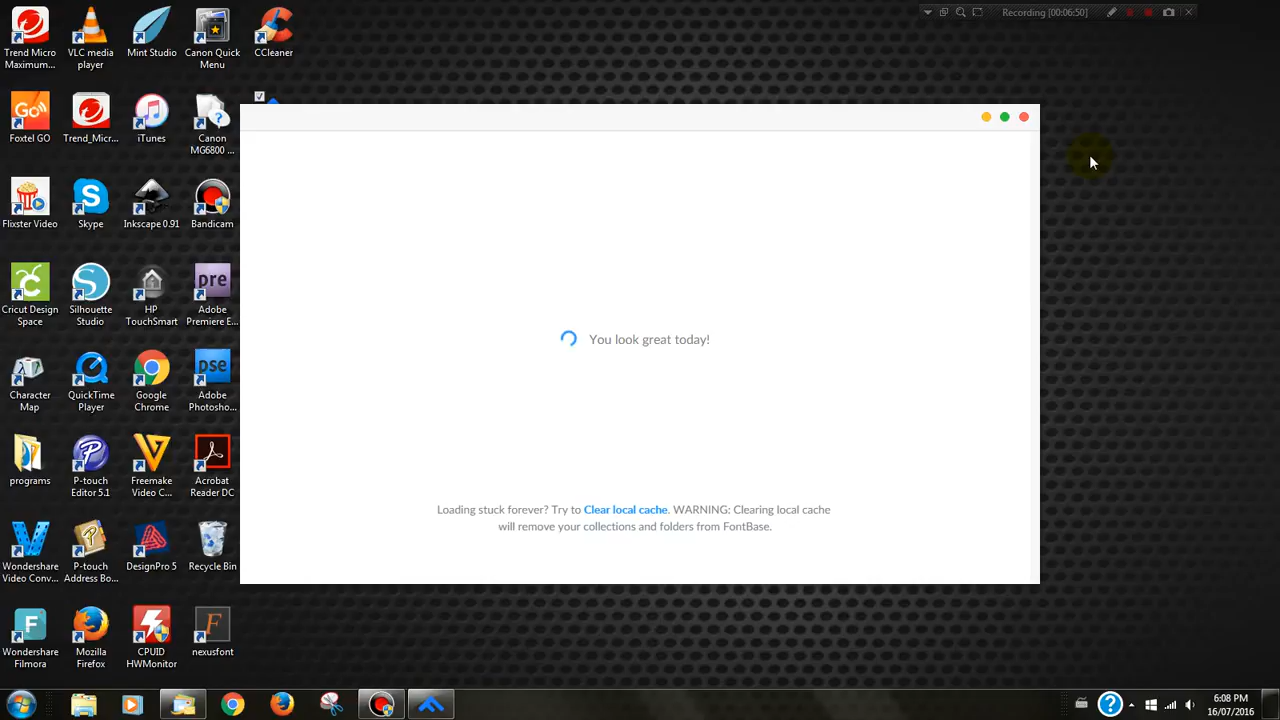 Recording [00:06:50]
Trend Micro
Maximum...
VLC media
player
Mint Studio
Canon Quick
Menu
CCleaner
Foxtel GO
Trend_Micr...
iTunes
Canon
MG6800 ...
Flixster Video
Skype
Inkscape 0.91
Bandicam
You look great today!
Cricut Design
Space
Silhouette
Studio
HP
TouchSmart
Adobe
Premiere E...
Character
Map
QuickTime
Player
Google
Chrome
Adobe
Photosho...
programs
P-touch
Editor 5.1
Freemake
Video C...
Acrobat
Reader DC
Loading stuck forever? Try to Clear local cache. WARNING: Clearing local cache
will remove your collections and folders from FontBase.
Wondershare
Video Conv...
P-touch
Address Bo...
DesignPro 5
Recycle Bin
Wondershare
Filmora
Mozilla
Firefox
CPUID
HWMonitor
nexusfont
6:08 PM
16/07/2016